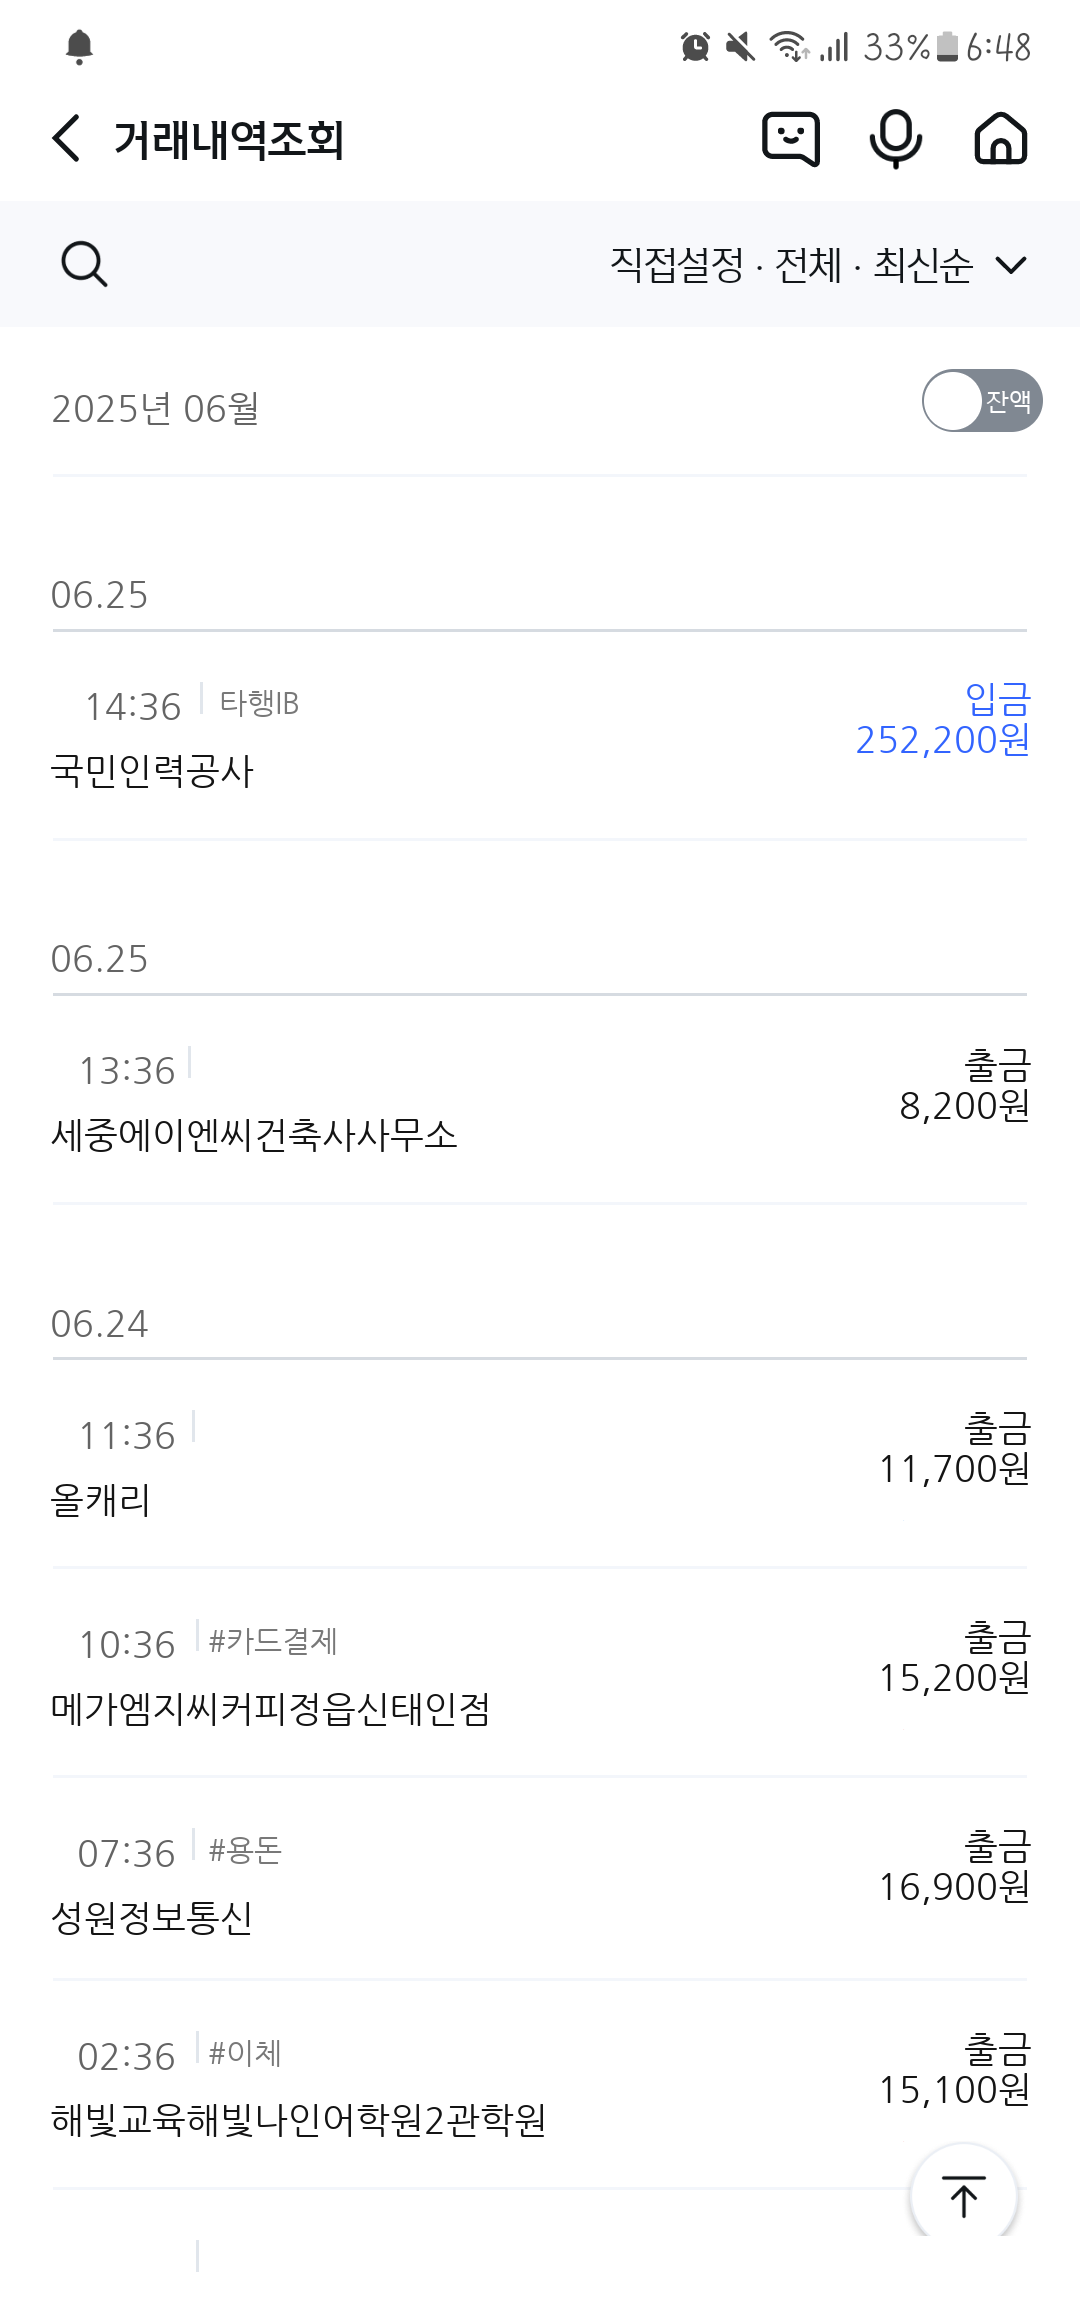 33% 6:48
거래내역조회
직접설정 · 전체 · 최신순
2025년 06월
잔액
06.25
14:36 타행IB
입금
252,200원
국민인력공사
06.25
13:36
출금
8,200원
세중에이엔씨건축사사무소
06.24
11:36
출금
11,700원
올캐리
10:36 #카드결제
출금
15,200원
메가엠지씨커피정읍신태인점
07:36 #용돈
출금
16,900원
성원정보통신
02:36 #이체
출금
15,100원
해빛교육해빛나인어학원2관학원